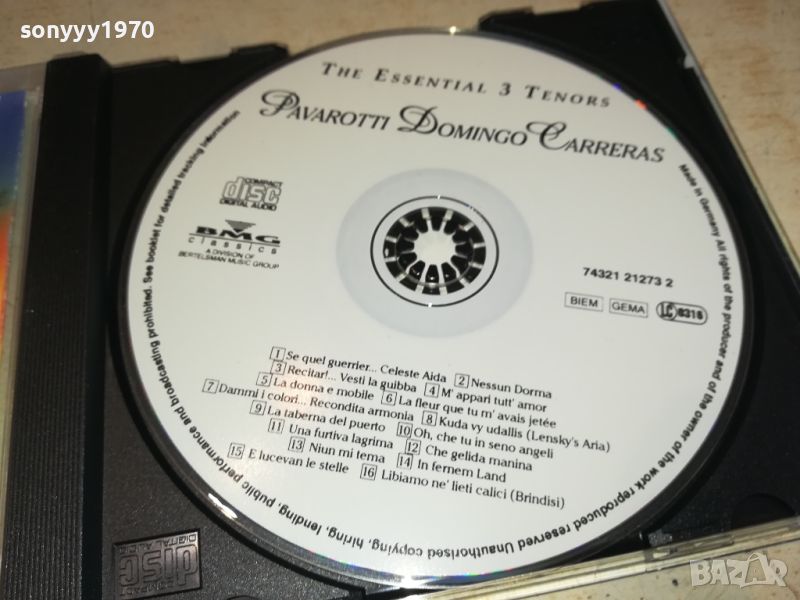 sonyyy1970
THE ESSENTIAL 3 TENORS
PAVAROTTI DOMINGO CARRERAS
COMPACT
disc
DIGITAL AUDIO
BMG
classics
A DIVISION OF
BERTELSMAN MUSIC GROUP
74321 21273 2
BIEM GEMA LC 0316
1 Se quel guerrier... Celeste Aida 2 Nessun Dorma
3 Recitar!... Vesti la guibba 4 M' appari tutt' amor
5 La donna e mobile 6 La fleur que tu m' avais jetée
7 Dammi i colori... Recondita armonia 8 Kuda vy udallis (Lensky's Aria)
9 La taberna del puerto 10 Oh, che tu in seno angeli
11 Una furtiva lagrima 12 Che gelida manina
13 Niun mi tema 14 In fernem Land
15 E lucevan le stelle 16 Libiamo ne' lieti calici (Brindisi)
Made in Germany All rights of the producer and of the owner of the work reproduced reserved Unauthorised copying, hiring, lending, public performance and broadcasting prohibited. See booklet for detailed tracking information
COMPACT
disc
DIGITAL AUDIO
BAZAR